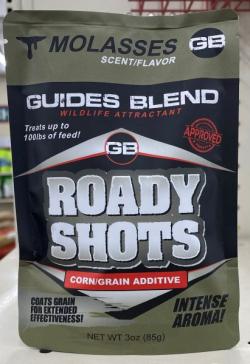 MOLASSES GB
SCENT/FLAVOR
GUIDES BLEND
WILDLIFE ATTRACTANT
Treats up to
100lbs of feed!
APPROVED
GB
ROADY
SHOTS
CORN/GRAIN ADDITIVE
COATS GRAIN
FOR EXTENDED
EFFECTIVENESS!
INTENSE
AROMA!
NET WT 3oz (85g)